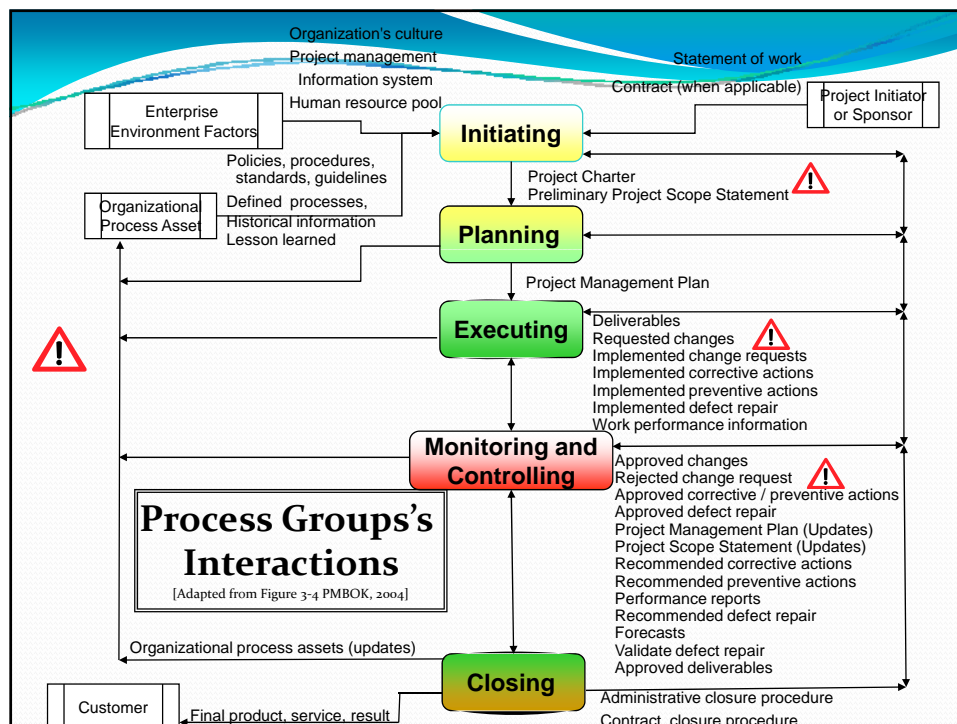 Organization's culture
Project management
Information system
Human resource pool
Statement of work
Contract (when applicable)
Enterprise
Environment Factors
Project Initiator
or Sponsor
Initiating
Policies, procedures,
standards, guidelines
Defined processes,
Historical information
Lesson learned
Organizational
Process Asset
Project Charter
Preliminary Project Scope Statement
Planning
Project Management Plan
Executing
Deliverables
Requested changes
Implemented change requests
Implemented corrective actions
Implemented preventive actions
Implemented defect repair
Work performance information
Monitoring and
Controlling
Approved changes
Rejected change request
Approved corrective / preventive actions
Approved defect repair
Project Management Plan (Updates)
Project Scope Statement (Updates)
Recommended corrective actions
Recommended preventive actions
Performance reports
Recommended defect repair
Forecasts
Validate defect repair
Approved deliverables
Process Groups's
Interactions
[Adapted from Figure 3-4 PMBOK, 2004]
Organizational process assets (updates)
Closing
Administrative closure procedure
Contract closure procedure
Customer
Final product, service, result